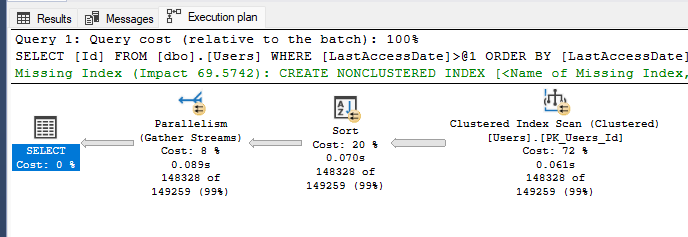 Results Messages Execution plan
Query 1: Query cost (relative to the batch): 100%
SELECT [Id] FROM [dbo].[Users] WHERE [LastAccessDate]>@1 ORDER BY [LastAccessDate]
Missing Index (Impact 69.5742): CREATE NONCLUSTERED INDEX [<Name of Missing Index,
SELECT
Cost: 0 %
Parallelism
(Gather Streams)
Cost: 8 %
0.089s
148328 of
149259 (99%)
Sort
Cost: 20 %
0.070s
148328 of
149259 (99%)
Clustered Index Scan (Clustered)
[Users].[PK_Users_Id]
Cost: 72 %
0.061s
148328 of
149259 (99%)